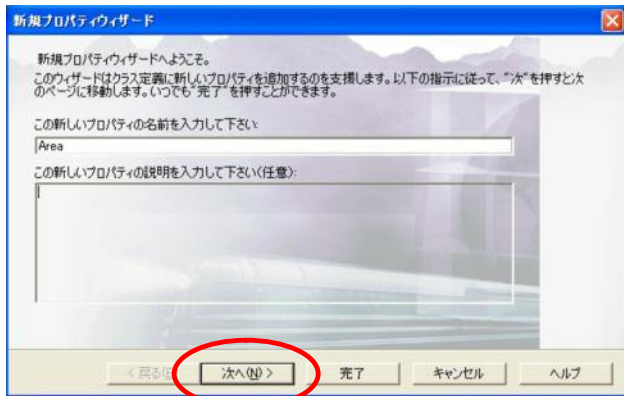 新規プロパティウィザード
新規プロパティウィザードへようこそ。
このウィザードはクラス定義に新しいプロパティを追加するのを支援します。以下の指示に従って、"次"を押すと次
のページに移動します。いつでも"完了"を押すことができます。
この新しいプロパティの名前を入力して下さい:
Area
この新しいプロパティの説明を入力して下さい(任意):
< 戻る(B 次へ(N) > 完了 キャンセル ヘルプ